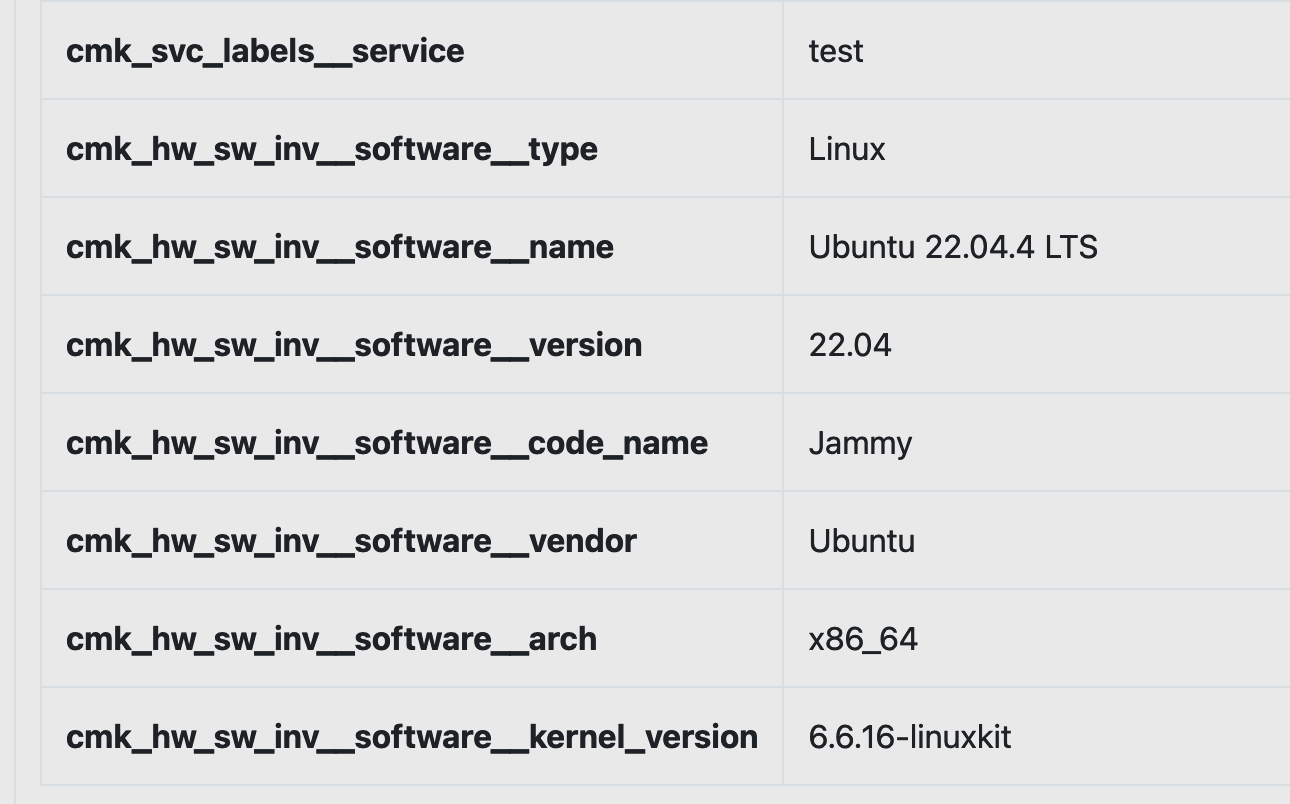 cmk_svc_labels__service test
cmk_hw_sw_inv__software__type Linux
cmk_hw_sw_inv__software__name Ubuntu 22.04.4 LTS
cmk_hw_sw_inv__software__version 22.04
cmk_hw_sw_inv__software__code_name Jammy
cmk_hw_sw_inv__software__vendor Ubuntu
cmk_hw_sw_inv__software__arch x86_64
cmk_hw_sw_inv__software__kernel_version 6.6.16-linuxkit